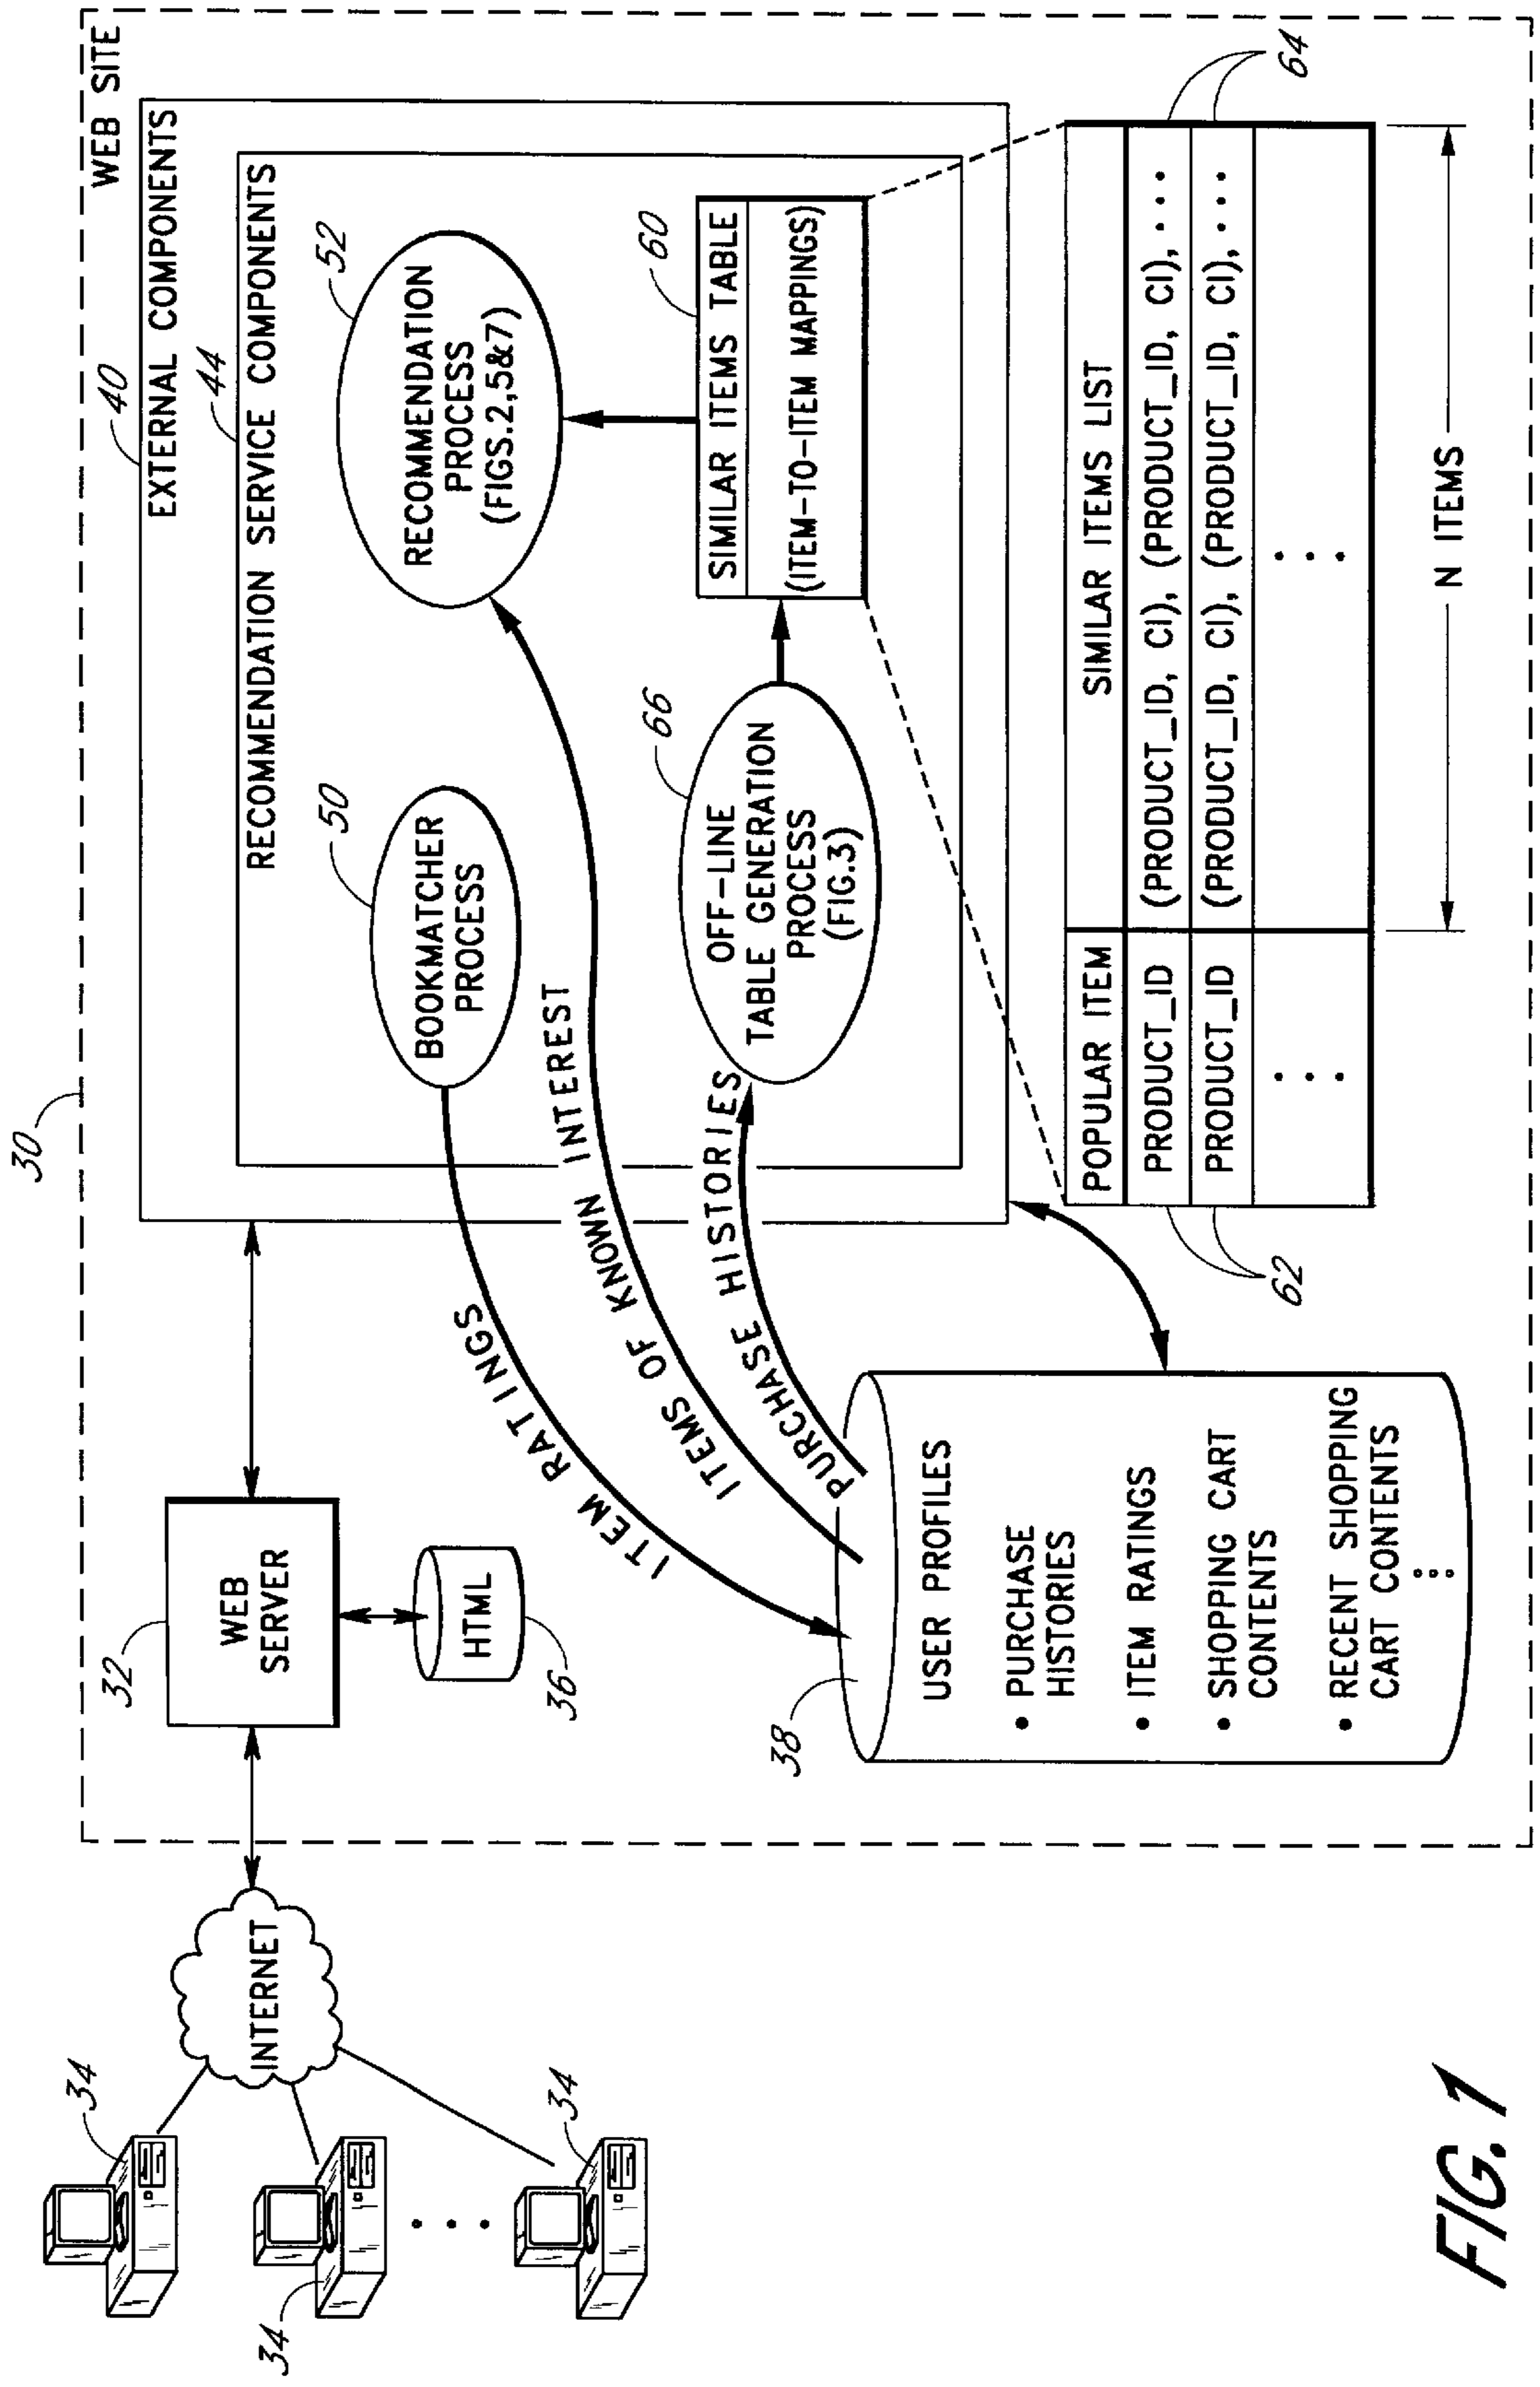 30
WEB SITE
40
EXTERNAL COMPONENTS
44
RECOMMENDATION SERVICE COMPONENTS
34
34
34
INTERNET
32
WEB
SERVER
HTML
36
50
BOOKMATCHER
PROCESS
52
RECOMMENDATION
PROCESS
(FIGS.2,5&7)
ITEM RATINGS
ITEMS OF KNOWN INTEREST
PURCHASE HISTORIES
66
OFF-LINE
TABLE GENERATION
PROCESS
(FIG.3)
60
SIMILAR ITEMS TABLE
(ITEM-TO-ITEM MAPPINGS)
38
USER PROFILES
• PURCHASE
HISTORIES
• ITEM RATINGS
• SHOPPING CART
CONTENTS
• RECENT SHOPPING
CART CONTENTS
POPULAR ITEM SIMILAR ITEMS LIST
PRODUCT_ID (PRODUCT_ID, CI), (PRODUCT_ID, CI), •••
PRODUCT_ID (PRODUCT_ID, CI), (PRODUCT_ID, CI), •••
62
64
N ITEMS
FIG. 1